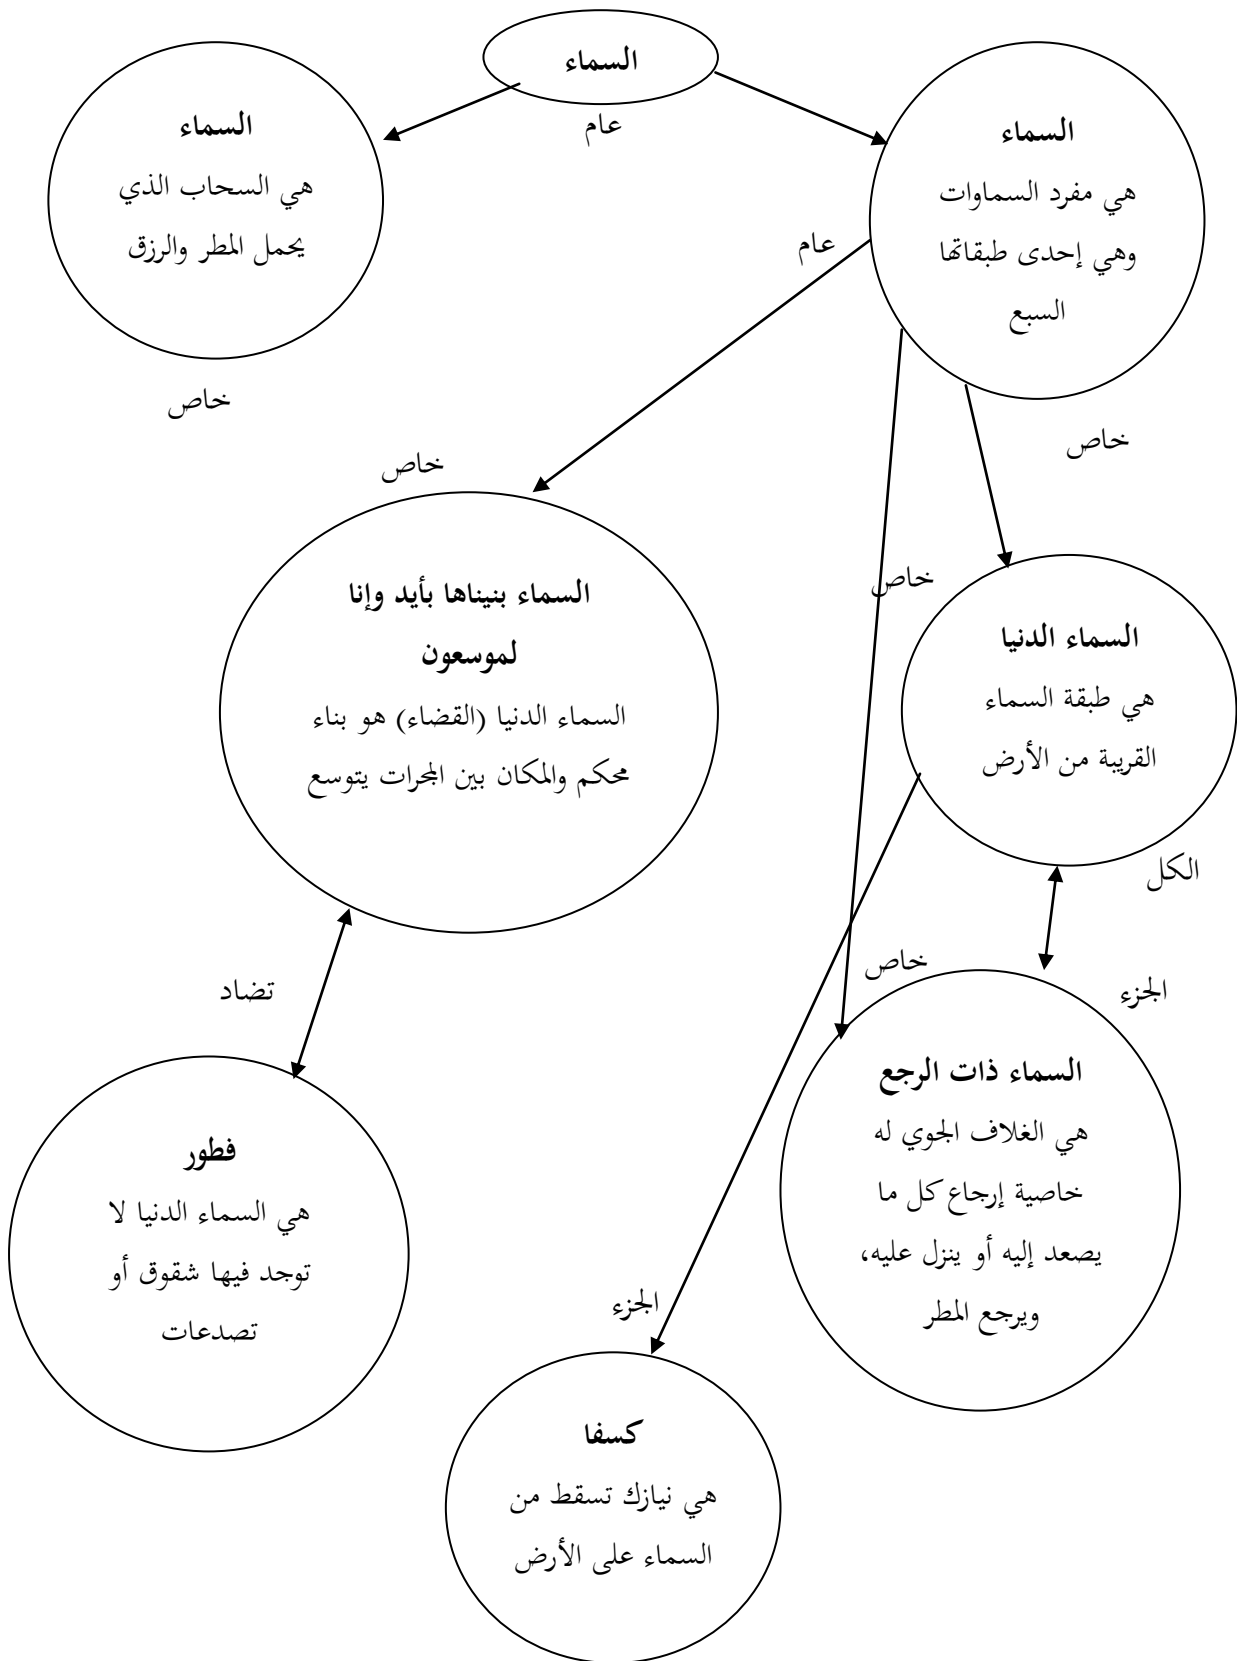 السماء
عام
السماء
هي مفرد السماوات
وهي إحدى طبقاتها
السبع
السماء
هي السحاب الذي
يحمل المطر والرزق
عام
خاص
خاص
خاص
السماء بنيناها بأيد وإنا
لموسعون
السماء الدنيا (القضاء) هو بناء
محكم والمكان بين المجرات يتوسع
خاص
السماء الدنيا
هي طبقة السماء
القريبة من الأرض
الكل
الجزء
خاص
تضاد
السماء ذات الرجع
هي الغلاف الجوي له
خاصية إرجاع كل ما
يصعد إليه أو ينزل عليه،
ويرجع المطر
فطور
هي السماء الدنيا لا
توجد فيها شقوق أو
تصدعات
الجزء
كسفا
هي نيازك تسقط من
السماء على الأرض